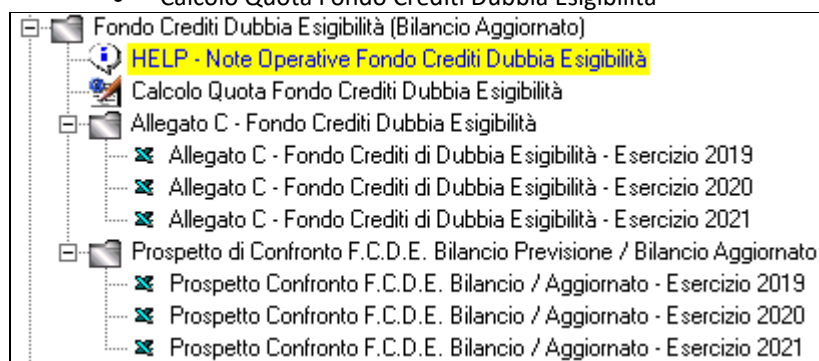 • Calcolo Quota Fondo Crediti Dubbia Esigibilità
Fondo Crediti Dubbia Esigibilità (Bilancio Aggiornato)
HELP - Note Operative Fondo Crediti Dubbia Esigibilità
Calcolo Quota Fondo Crediti Dubbia Esigibilità
Allegato C - Fondo Crediti Dubbia Esigibilità
Allegato C - Fondo Crediti di Dubbia Esigibilità - Esercizio 2019
Allegato C - Fondo Crediti di Dubbia Esigibilità - Esercizio 2020
Allegato C - Fondo Crediti di Dubbia Esigibilità - Esercizio 2021
Prospetto di Confronto F.C.D.E. Bilancio Previsione / Bilancio Aggiornato
Prospetto Confronto F.C.D.E. Bilancio / Aggiornato - Esercizio 2019
Prospetto Confronto F.C.D.E. Bilancio / Aggiornato - Esercizio 2020
Prospetto Confronto F.C.D.E. Bilancio / Aggiornato - Esercizio 2021